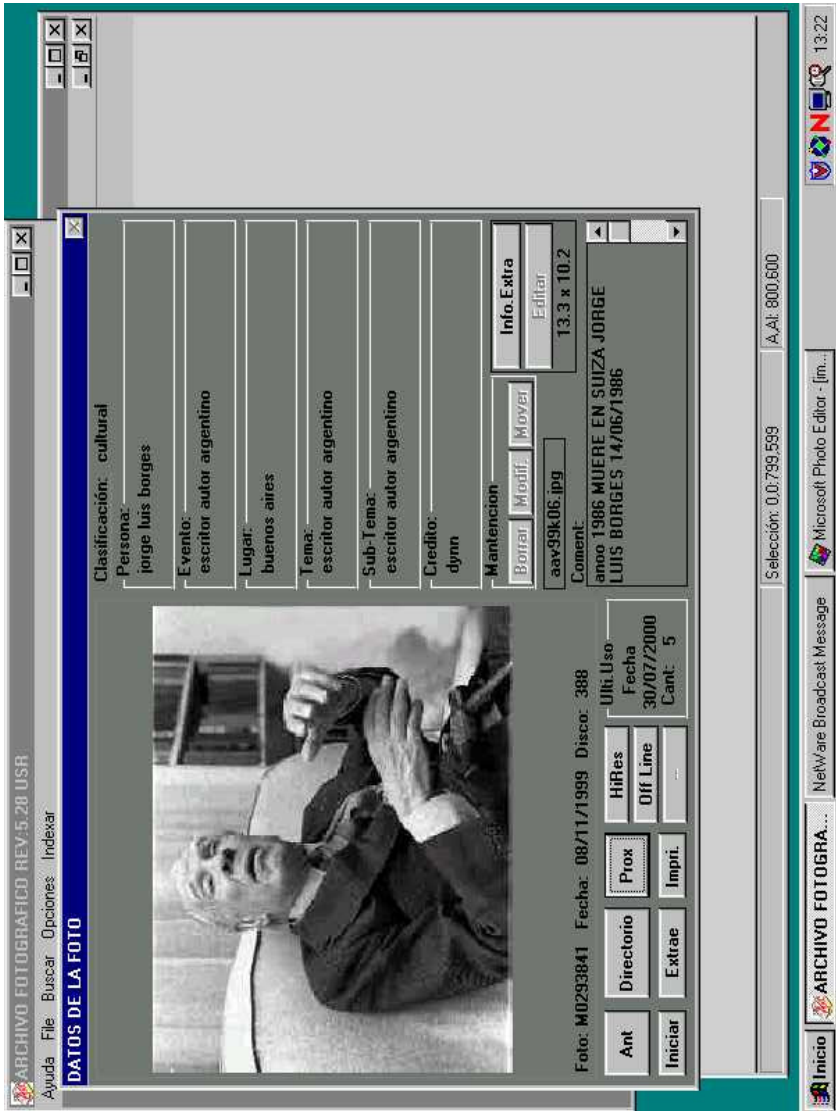 ARCHIVO FOTOGRAFICO REV:5.28 USR
Ayuda File Buscar Opciones Indexar
DATOS DE LA FOTO
Clasificación: cultural
Persona:
jorge luis borges
Evento:
escritor autor argentino
Lugar:
buenos aires
Tema:
escritor autor argentino
Sub-Tema:
escritor autor argentino
Credito:
dynn
Mantencion
Borrar Modif. Mover
Info.Extra
Editar
aav99k06.jpg
13.3 x 10.2
Coment:
anoo 1986 MUERE EN SUIZA JORGE
LUIS BORGES 14/06/1986
Foto: M0293841 Fecha: 08/11/1999 Disco: 388
Ant Directorio Prox HiRes
Off Line
Iniciar Extrae Impri. ...
Ulti.Uso
Fecha
30/07/2000
Cant: 5
Selección: 0,0:799,599 A,Al: 800,600
Inicio ARCHIVO FOTOGRA... NetWare Broadcast Message Microsoft Photo Editor - [im... 13:22